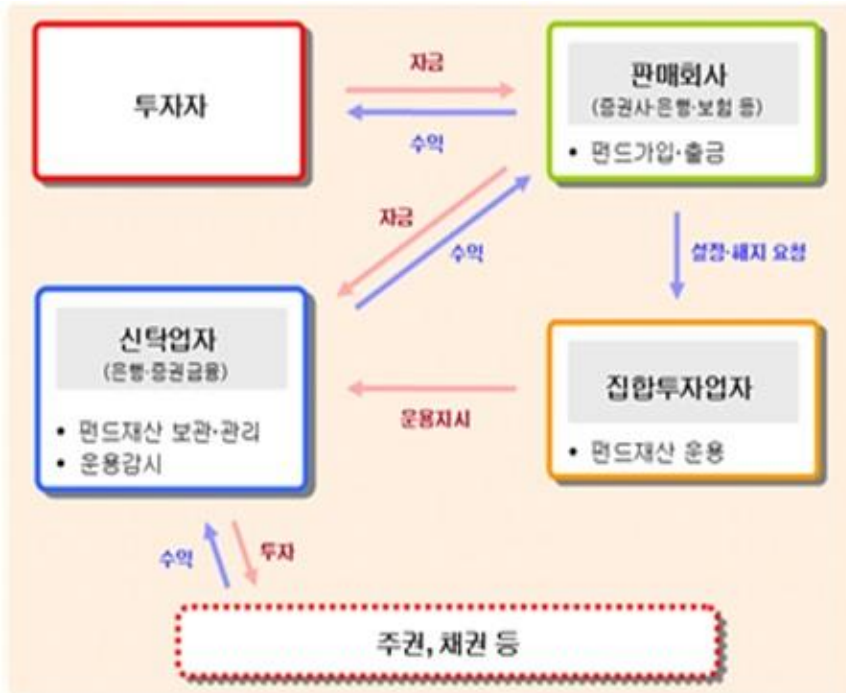 투자자
자금
수익
판매회사
(증권사·은행·보험 등)
• 펀드가입·출금
자금
수익
설정·해지 요청
신탁업자
(은행·증권금융)
• 펀드재산 보관·관리
• 운용감시
운용지시
집합투자업자
• 펀드재산 운용
수익
투자
주권, 채권 등